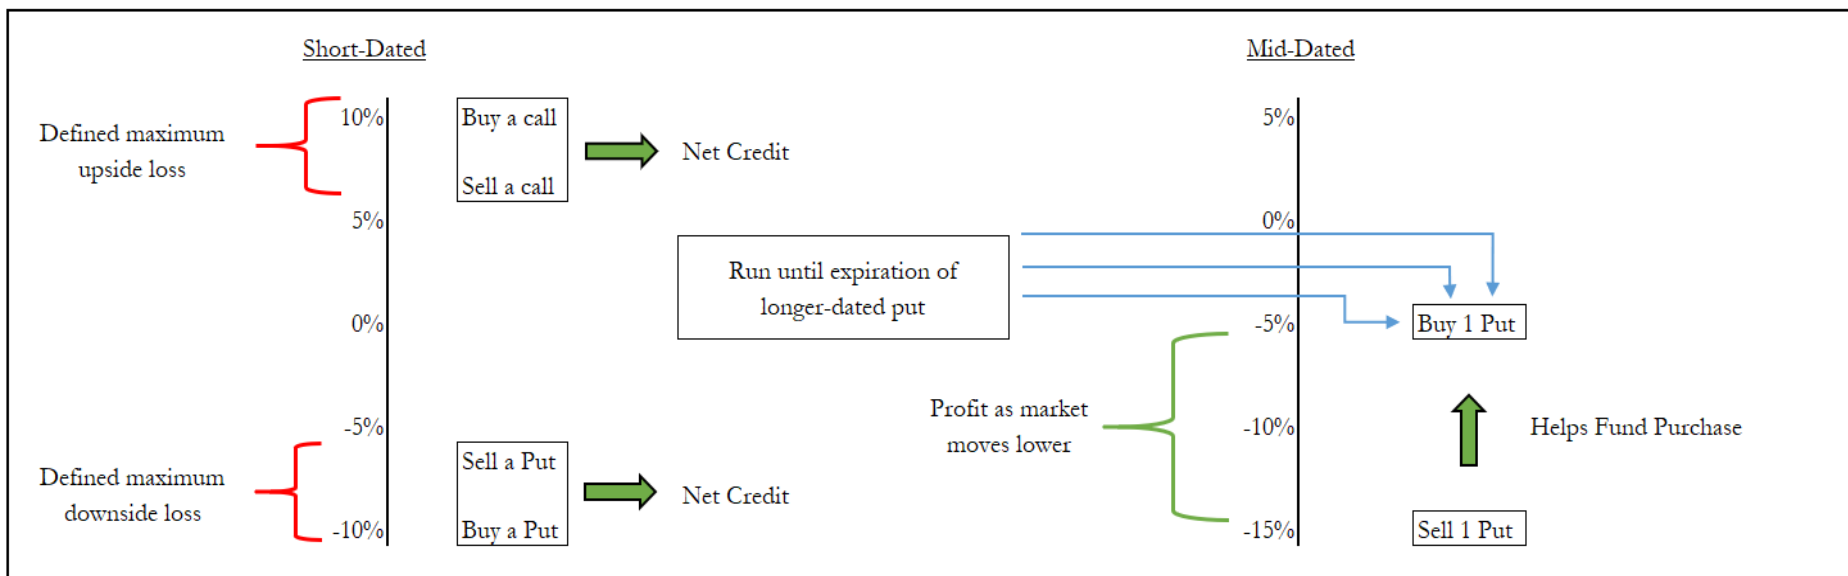 Short-Dated
Mid-Dated
10%
5%
0%
-5%
-10%
Defined maximum
upside loss
Buy a call
Sell a call
Net Credit
Defined maximum
downside loss
Sell a Put
Buy a Put
Net Credit
Run until expiration of
longer-dated put
Profit as market
moves lower
5%
0%
-5%
-10%
-15%
Buy 1 Put
Helps Fund Purchase
Sell 1 Put